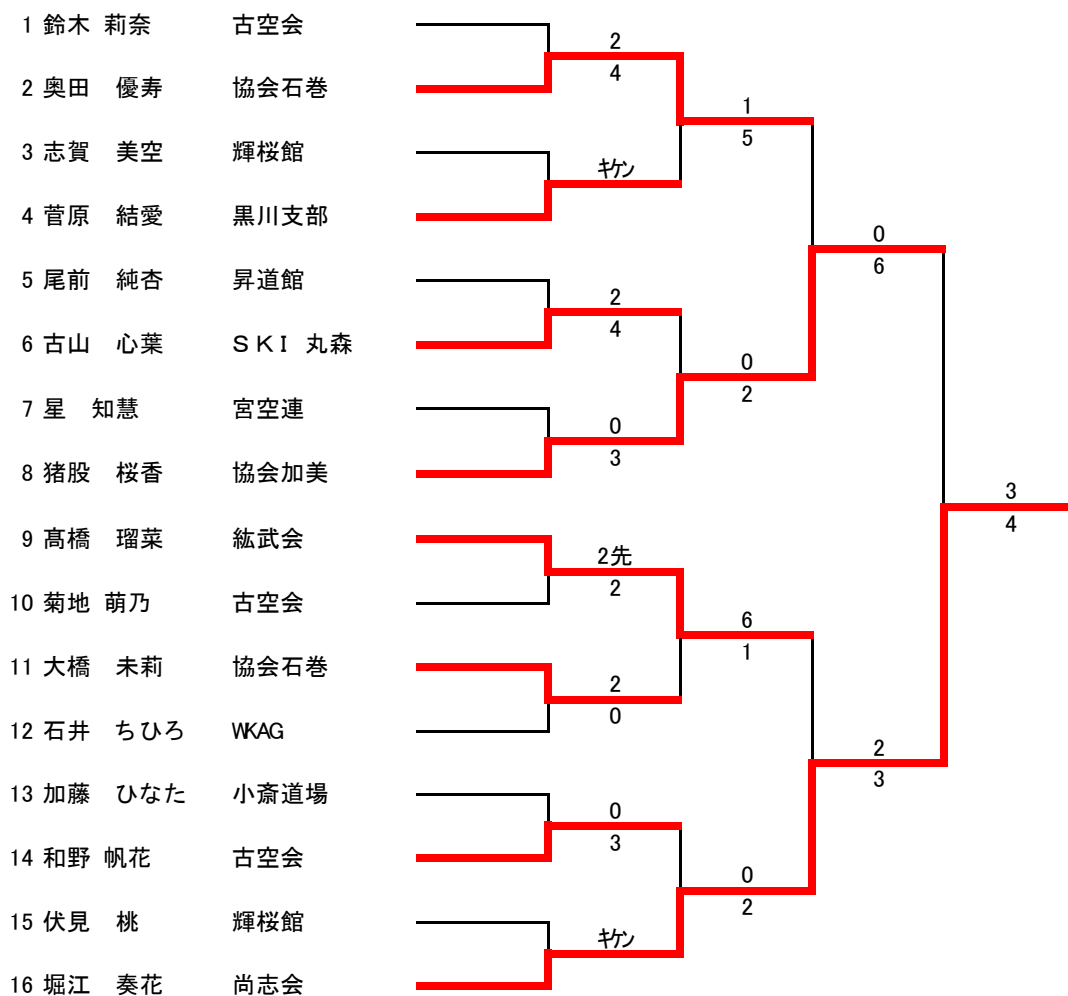 1 鈴木 莉奈 古空会
2
2 奥田 優寿 協会石巻
4
1
3 志賀 美空 輝桜館
5
キケン
4 菅原 結愛 黒川支部
0
6
5 尾前 純杏 昇道館
2
6 古山 心葉 ＳＫＩ 丸森
4
0
2
7 星 知慧 宮空連
0
8 猪股 桜香 協会加美
3
3
4
9 髙橋 瑠菜 紘武会
2先
10 菊地 萌乃 古空会
2
6
1
11 大橋 未莉 協会石巻
2
12 石井 ちひろ WKAG
0
2
3
13 加藤 ひなた 小斎道場
0
14 和野 帆花 古空会
3
0
2
15 伏見 桃 輝桜館
キケン
16 堀江 奏花 尚志会